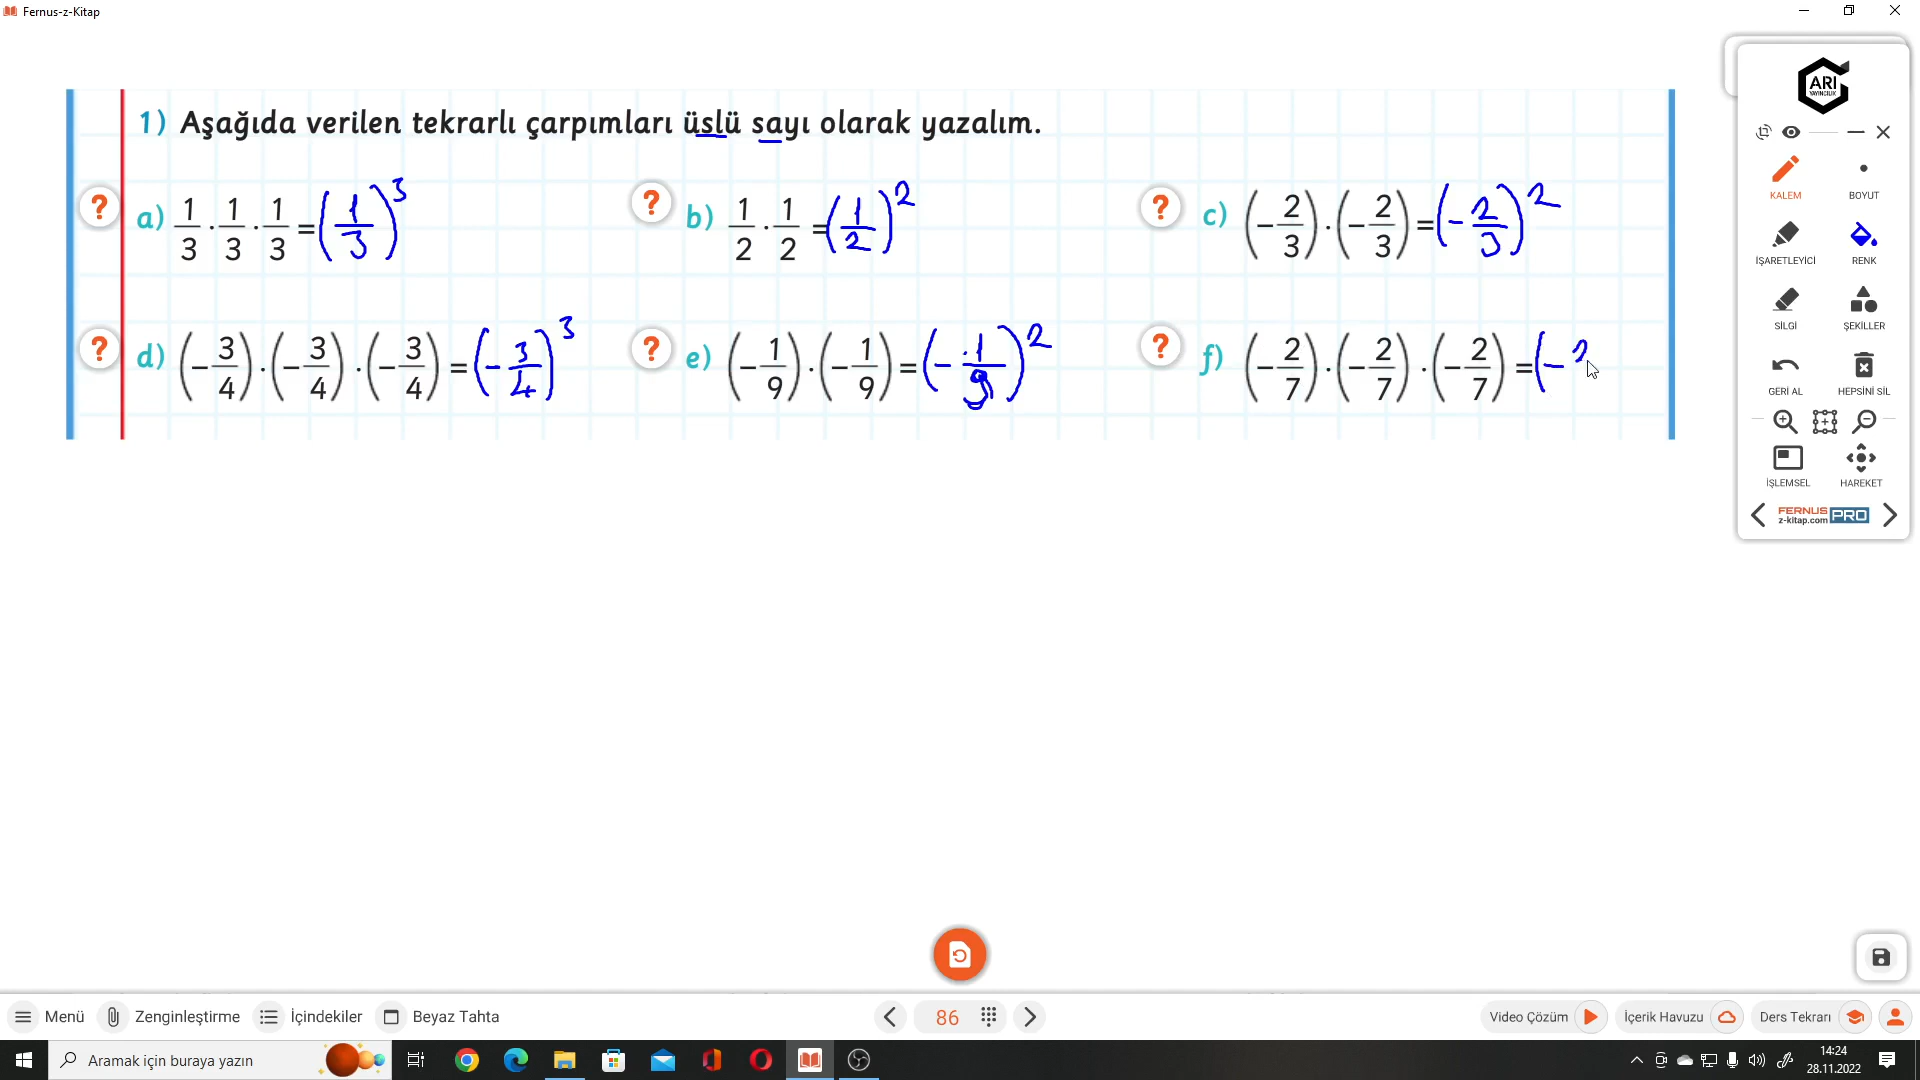 Fernus-z-Kitap
ARI
YAYINCILIK
1) Aşağıda verilen tekrarlı çarpımları üslü sayı olarak yazalım.
? a) 1/3 · 1/3 · 1/3 = (1/3)^3
? b) 1/2 · 1/2 = (1/2)^2
? c) (-2/3) · (-2/3) = (-2/3)^2
? d) (-3/4) · (-3/4) · (-3/4) = (-3/4)^3
? e) (-1/9) · (-1/9) = (-1/9)^2
? f) (-2/7) · (-2/7) · (-2/7) = (-2
KALEM BOYUT
İŞARETLEYİCİ RENK
SİLGİ ŞEKİLLER
GERİ AL HEPSİNİ SİL
İŞLEMSEL HAREKET
FERNUS
z-kitap.com PRO
Menü Zenginleştirme İçindekiler Beyaz Tahta 86 Video Çözüm İçerik Havuzu Ders Tekrarı
Aramak için buraya yazın
14:24
28.11.2022